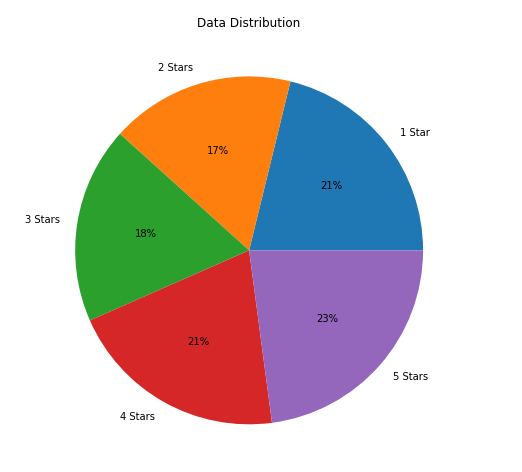 Data Distribution
2 Stars
1 Star
17%
21%
3 Stars
18%
23%
21%
5 Stars
4 Stars